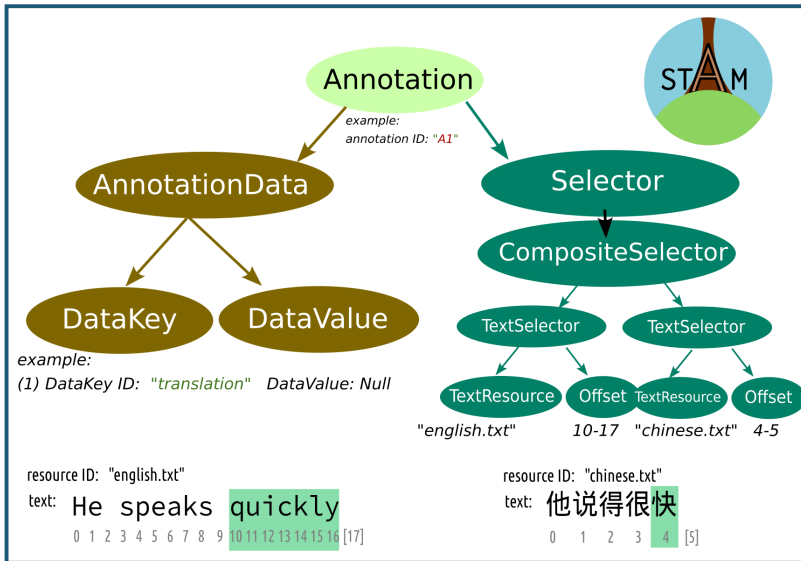 STAM
Annotation
example:
annotation ID: "A1"
AnnotationData
Selector
CompositeSelector
DataKey
DataValue
TextSelector
TextSelector
example:
(1) DataKey ID: "translation" DataValue: Null
TextResource
Offset
TextResource
Offset
"english.txt" 10-17 "chinese.txt" 4-5
resource ID: "english.txt"
text: He speaks quickly
0 1 2 3 4 5 6 7 8 9 10 11 12 13 14 15 16 [17]
resource ID: "chinese.txt"
text: 他说得很快
0 1 2 3 4 [5]